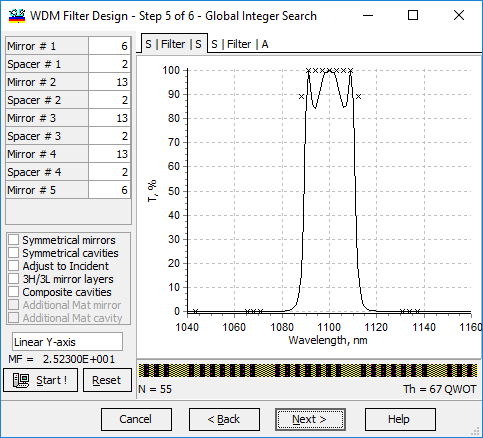 WDM Filter Design - Step 5 of 6 - Global Integer Search
Mirror # 1 6
Spacer # 1 2
Mirror # 2 13
Spacer # 2 2
Mirror # 3 13
Spacer # 3 2
Mirror # 4 13
Spacer # 4 2
Mirror # 5 6
Symmetrical mirrors
Symmetrical cavities
Adjust to Incident
3H/3L mirror layers
Composite cavities
Additional Mat mirror
Additional Mat cavity
Linear Y-axis
MF = 2.52300E+001
Start !
Reset
S | Filter | S
S | Filter | A
T, %
100
90
80
70
60
50
40
30
20
10
0
1040 1060 1080 1100 1120 1140 1160
Wavelength, nm
N = 55 Th = 67 QWOT
Cancel
< Back
Next >
Help